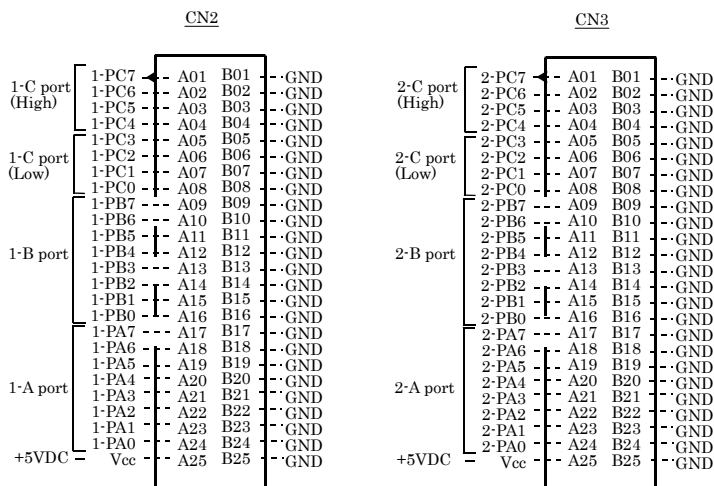 CN2
1-C port (High)
1-C port (Low)
1-B port
1-A port
+5VDC
1-PC7 A01 B01 GND
1-PC6 A02 B02 GND
1-PC5 A03 B03 GND
1-PC4 A04 B04 GND
1-PC3 A05 B05 GND
1-PC2 A06 B06 GND
1-PC1 A07 B07 GND
1-PC0 A08 B08 GND
1-PB7 A09 B09 GND
1-PB6 A10 B10 GND
1-PB5 A11 B11 GND
1-PB4 A12 B12 GND
1-PB3 A13 B13 GND
1-PB2 A14 B14 GND
1-PB1 A15 B15 GND
1-PB0 A16 B16 GND
1-PA7 A17 B17 GND
1-PA6 A18 B18 GND
1-PA5 A19 B19 GND
1-PA4 A20 B20 GND
1-PA3 A21 B21 GND
1-PA2 A22 B22 GND
1-PA1 A23 B23 GND
1-PA0 A24 B24 GND
Vcc A25 B25 GND
CN3
2-C port (High)
2-C port (Low)
2-B port
2-A port
+5VDC
2-PC7 A01 B01 GND
2-PC6 A02 B02 GND
2-PC5 A03 B03 GND
2-PC4 A04 B04 GND
2-PC3 A05 B05 GND
2-PC2 A06 B06 GND
2-PC1 A07 B07 GND
2-PC0 A08 B08 GND
2-PB7 A09 B09 GND
2-PB6 A10 B10 GND
2-PB5 A11 B11 GND
2-PB4 A12 B12 GND
2-PB3 A13 B13 GND
2-PB2 A14 B14 GND
2-PB1 A15 B15 GND
2-PB0 A16 B16 GND
2-PA7 A17 B17 GND
2-PA6 A18 B18 GND
2-PA5 A19 B19 GND
2-PA4 A20 B20 GND
2-PA3 A21 B21 GND
2-PA2 A22 B22 GND
2-PA1 A23 B23 GND
2-PA0 A24 B24 GND
Vcc A25 B25 GND